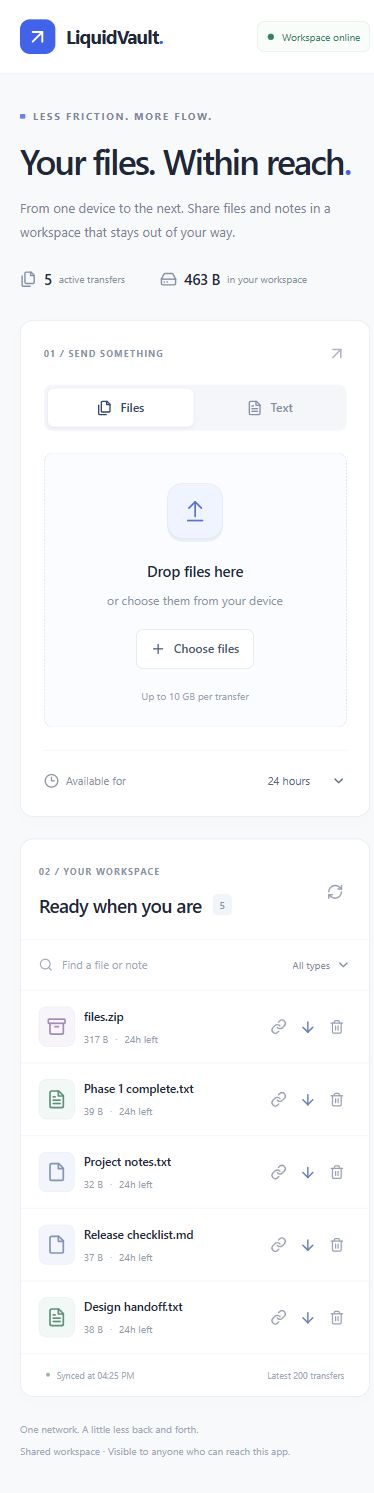 LiquidVault.
Workspace online
LESS FRICTION. MORE FLOW.
Your files. Within reach.
From one device to the next. Share files and notes in a
workspace that stays out of your way.
5 active transfers
463 B in your workspace
01 / SEND SOMETHING
Files
Text
Drop files here
or choose them from your device
Choose files
Up to 10 GB per transfer
Available for
24 hours
02 / YOUR WORKSPACE
Ready when you are 5
Find a file or note
All types
files.zip
317 B · 24h left
Phase 1 complete.txt
39 B · 24h left
Project notes.txt
32 B · 24h left
Release checklist.md
37 B · 24h left
Design handoff.txt
38 B · 24h left
Synced at 04:25 PM
Latest 200 transfers
One network. A little less back and forth.
Shared workspace · Visible to anyone who can reach this app.